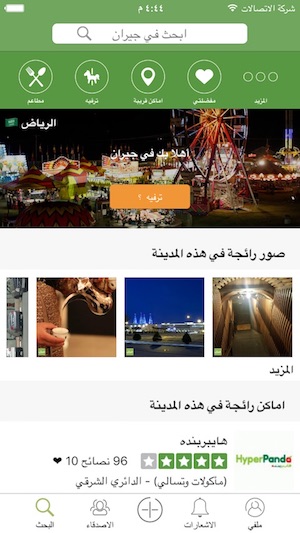 شركة الاتصالات ٤:٤٤ م
ابحث في جيران
مطاعم ترفيه اماكن قريبة مفضلتي المزيد
الرياض
اهلا بك في جيران
ترفيه ؟
صور رائجة في هذه المدينة
المزيد
اماكن رائجة في هذه المدينة
هايبربنده
HyperPanda
96 نصائح 10 ❤
(ماكولات وتسالي) - الدائري الشرقي
البحث الاصدقاء الاشعارات ملفي